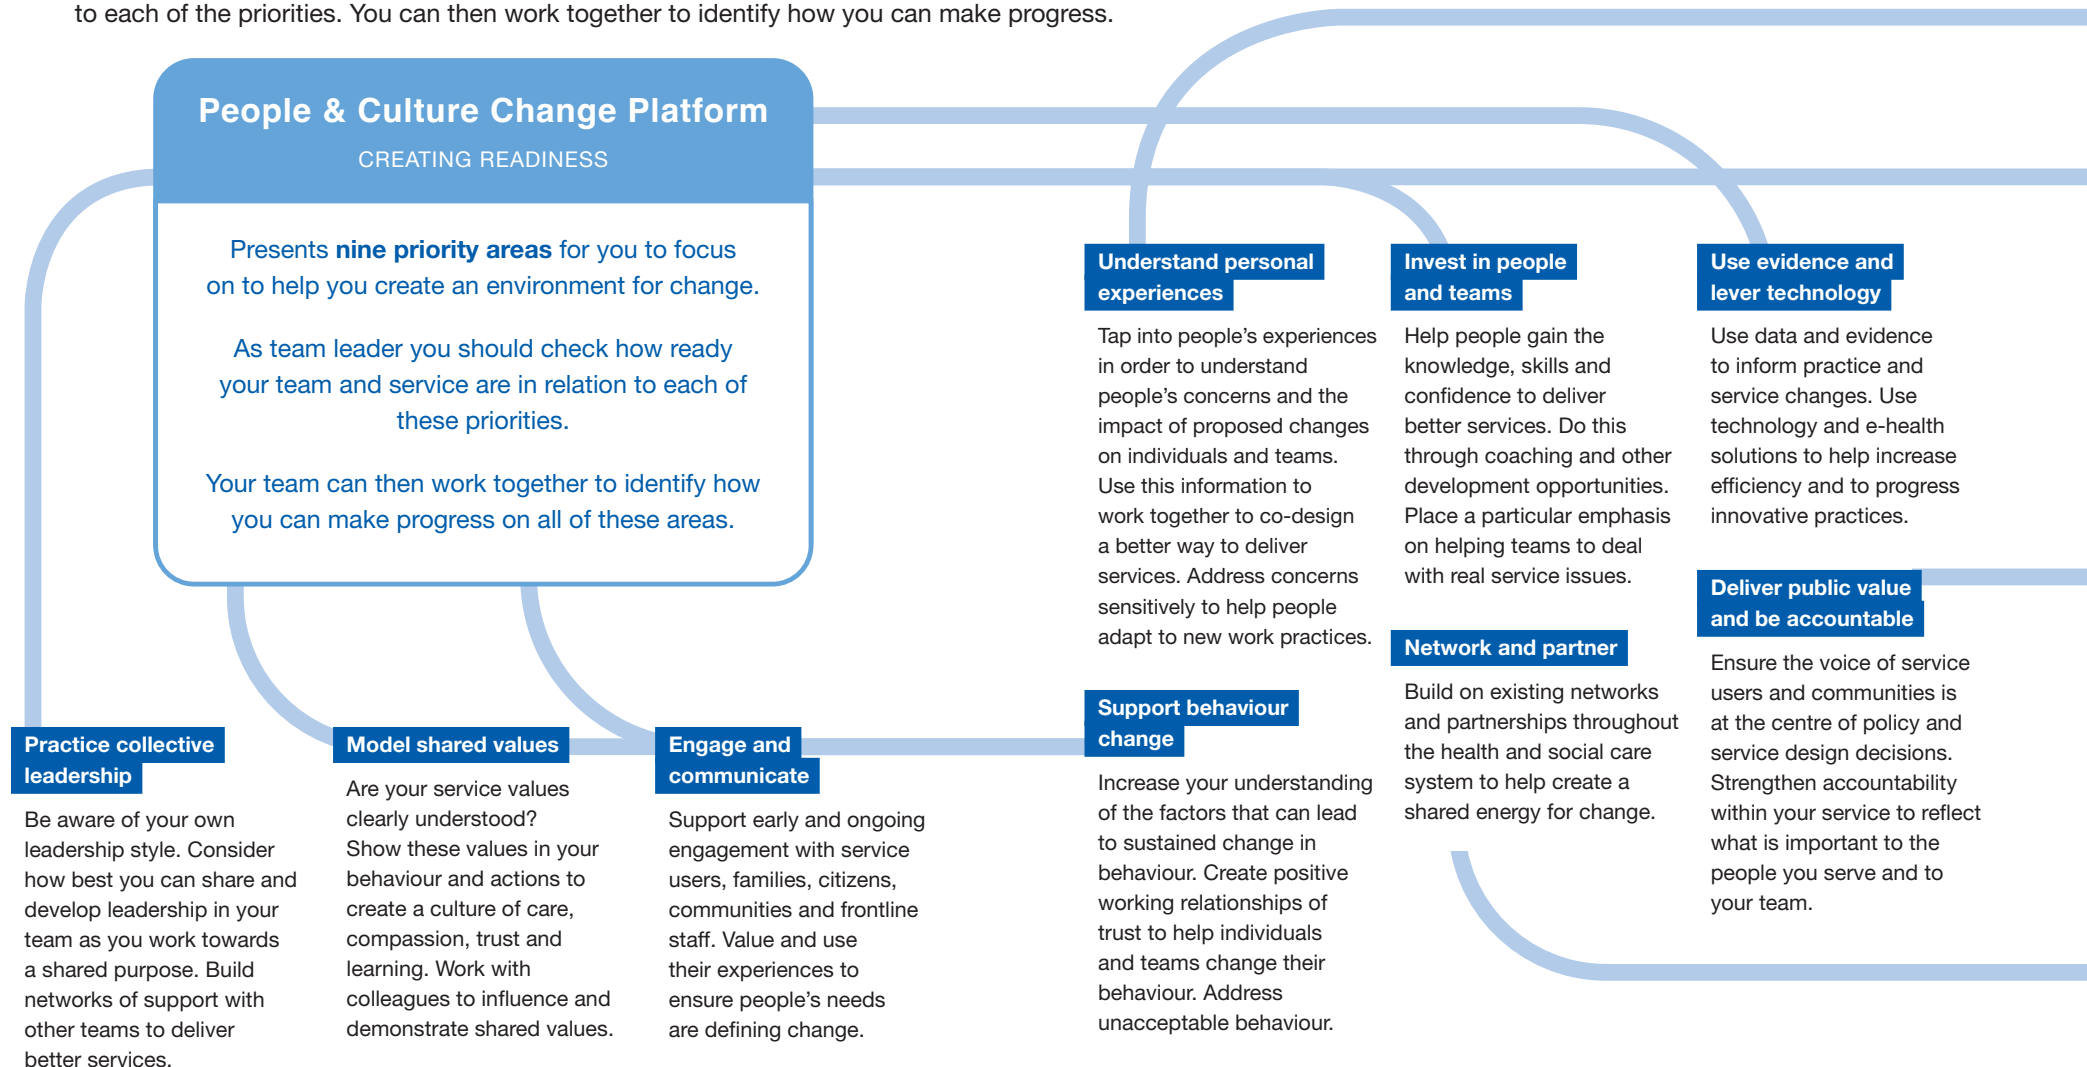 to each of the priorities. You can then work together to identify how you can make progress.
People & Culture Change Platform
CREATING READINESS
Presents nine priority areas for you to focus
on to help you create an environment for change.
As team leader you should check how ready
your team and service are in relation to each of
these priorities.
Your team can then work together to identify how
you can make progress on all of these areas.
Practice collective
leadership
Be aware of your own
leadership style. Consider
how best you can share and
develop leadership in your
team as you work towards
a shared purpose. Build
networks of support with
other teams to deliver
better services.
Model shared values
Are your service values
clearly understood?
Show these values in your
behaviour and actions to
create a culture of care,
compassion, trust and
learning. Work with
colleagues to influence and
demonstrate shared values.
Engage and
communicate
Support early and ongoing
engagement with service
users, families, citizens,
communities and frontline
staff. Value and use
their experiences to
ensure people’s needs
are defining change.
Understand personal
experiences
Tap into people’s experiences
in order to understand
people’s concerns and the
impact of proposed changes
on individuals and teams.
Use this information to
work together to co-design
a better way to deliver
services. Address concerns
sensitively to help people
adapt to new work practices.
Support behaviour
change
Increase your understanding
of the factors that can lead
to sustained change in
behaviour. Create positive
working relationships of
trust to help individuals
and teams change their
behaviour. Address
unacceptable behaviour.
Invest in people
and teams
Help people gain the
knowledge, skills and
confidence to deliver
better services. Do this
through coaching and other
development opportunities.
Place a particular emphasis
on helping teams to deal
with real service issues.
Network and partner
Build on existing networks
and partnerships throughout
the health and social care
system to help create a
shared energy for change.
Use evidence and
lever technology
Use data and evidence
to inform practice and
service changes. Use
technology and e-health
solutions to help increase
efficiency and to progress
innovative practices.
Deliver public value
and be accountable
Ensure the voice of service
users and communities is
at the centre of policy and
service design decisions.
Strengthen accountability
within your service to reflect
what is important to the
people you serve and to
your team.